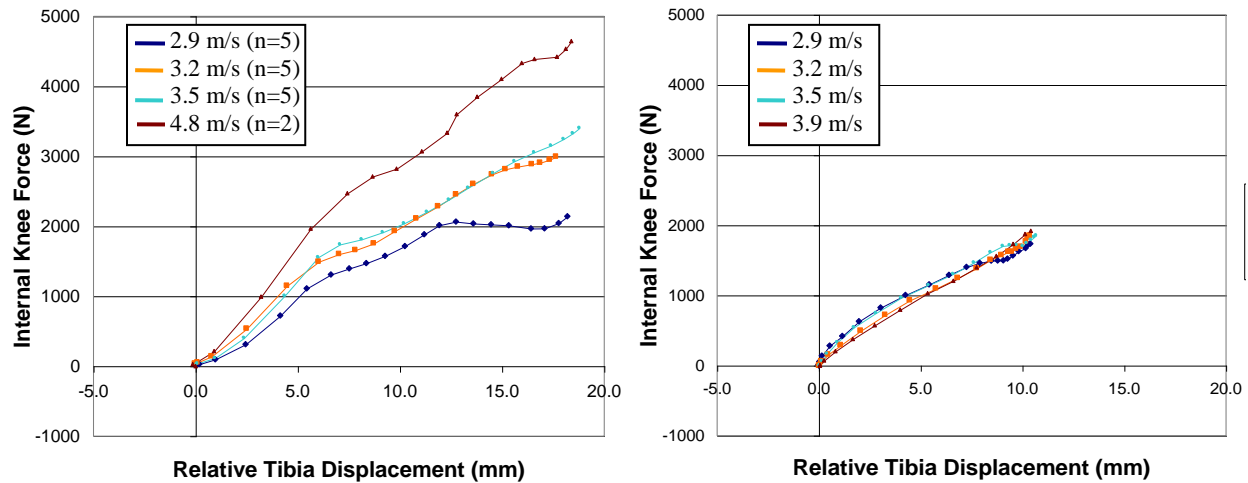 5000
4000
3000
2000
1000
0
-1000
-5.0
0.0
5.0
10.0
15.0
20.0
2.9 m/s (n=5)
3.2 m/s (n=5)
3.5 m/s (n=5)
4.8 m/s (n=2)
Internal Knee Force (N)
Relative Tibia Displacement (mm)
5000
4000
3000
2000
1000
0
-1000
-5.0
0.0
5.0
10.0
15.0
20.0
2.9 m/s
3.2 m/s
3.5 m/s
3.9 m/s
Internal Knee Force (N)
Relative Tibia Displacement (mm)